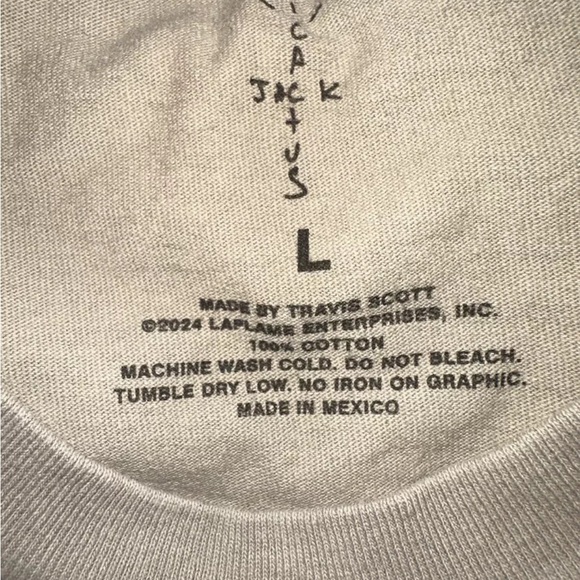 CACTUS
JACK
L
MADE BY TRAVIS SCOTT
©2024 LAFLAME ENTERPRISES, INC.
100% COTTON
MACHINE WASH COLD. DO NOT BLEACH.
TUMBLE DRY LOW. NO IRON ON GRAPHIC.
MADE IN MEXICO